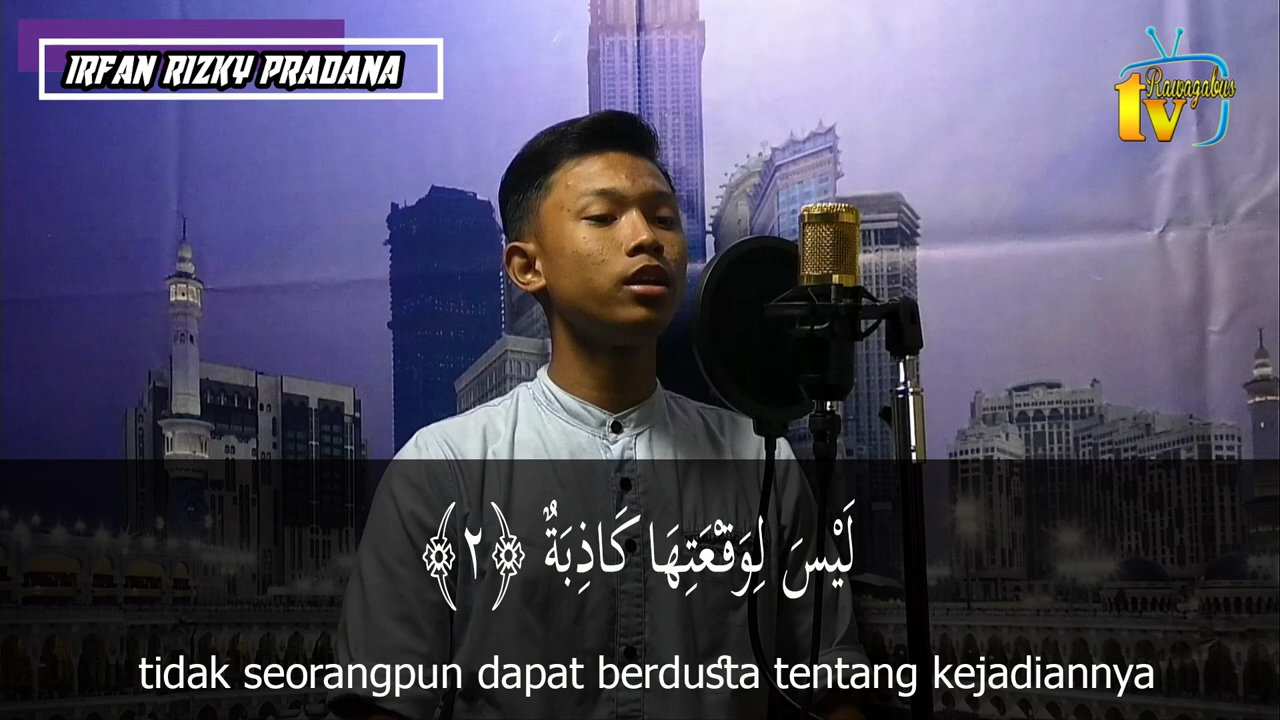 IRFAN RIZKY PRADANA
Rawagabus
tv
لَيْسَ لِوَقْعَتِهَا كَاذِبَةٌ ﴿٢﴾
tidak seorangpun dapat berdusta tentang kejadiannya